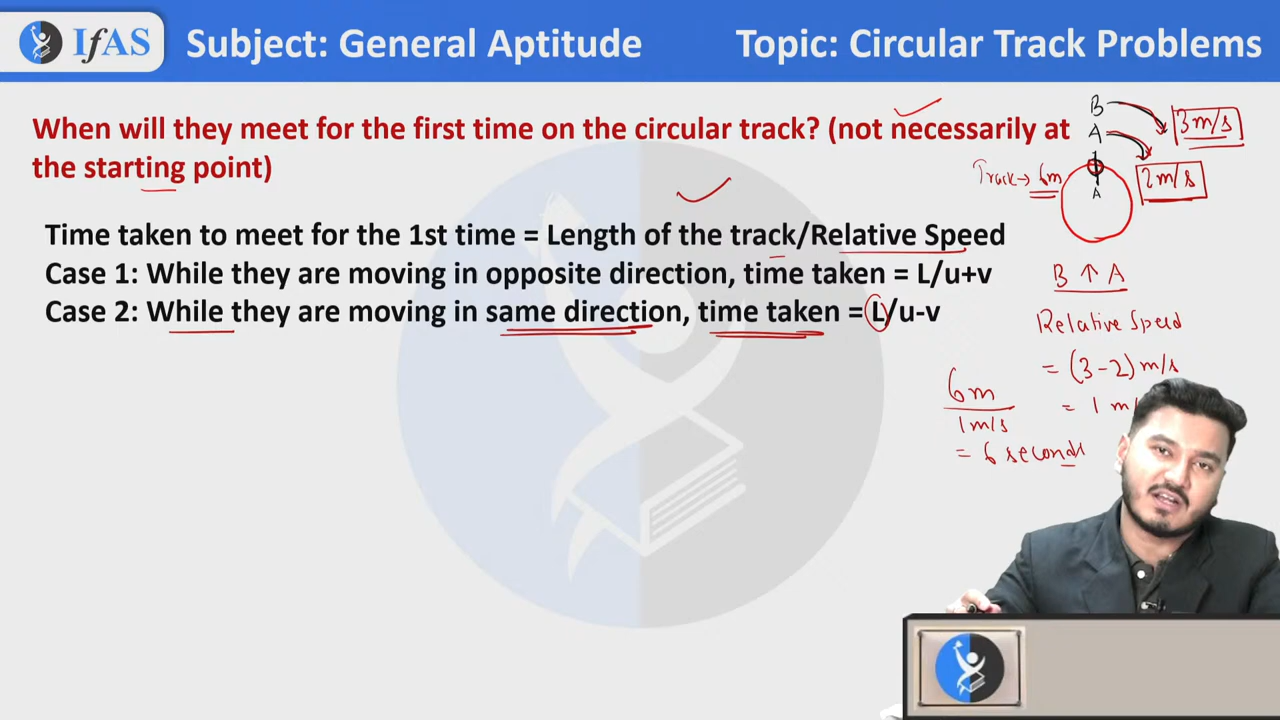 IfAS
Subject: General Aptitude
Topic: Circular Track Problems
When will they meet for the first time on the circular track? (not necessarily at
the starting point)
Time taken to meet for the 1st time = Length of the track/Relative Speed
Case 1: While they are moving in opposite direction, time taken = L/u+v
Case 2: While they are moving in same direction, time taken = L/u-v
B
3m/s
A
Track→ 6m
2m/s
A
B ↑ A
Relative Speed
= (3-2) m/s
= 1 m/
6m
1m/s
= 6 seconds